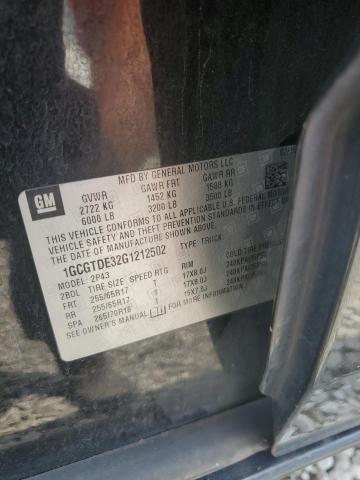 GM
MFD BY GENERAL MOTORS LLC
GVWR GAWR FRT GAWR RR
2722 KG 1452 KG 1588 KG
6000 LB 3200 LB 3500 LB
THIS VEHICLE CONFORMS TO ALL APPLICABLE U.S. FEDERAL MOTOR
VEHICLE SAFETY AND THEFT PREVENTION STANDARDS IN EFFECT
ON THE DATE OF MANUFACTURE SHOWN ABOVE.
1GCGTDE32G1212502 TYPE: TRUCK
MODEL: 2P43
2BDL TIRE SIZE SPEED RTG RIM COLD TIRE
FRT 255/65R17 T 17X8.0J 240KPA
RR 255/65R17 T 17X8.0J 240KPA
SPA 265/70R16 16X7.0J 240KPA
SEE OWNER'S MANUAL